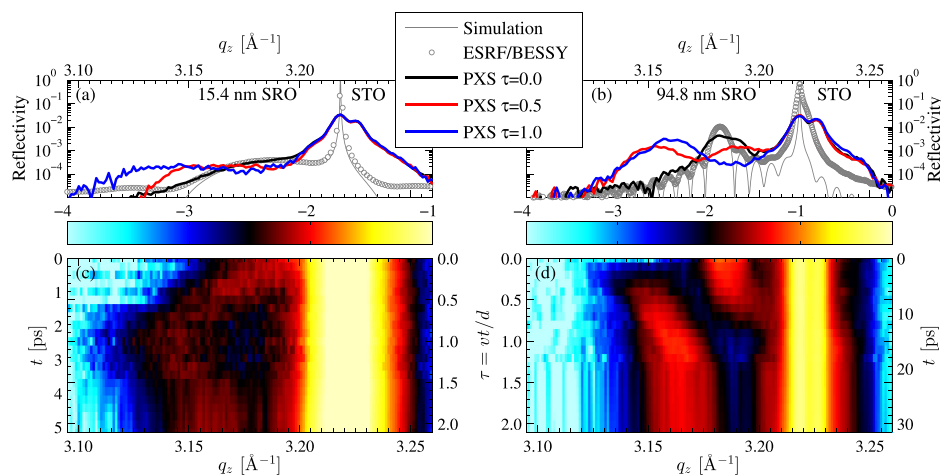 q_z [Å⁻¹]
3.10 3.15 3.20
Simulation
ESRF/BESSY
PXS τ=0.0
PXS τ=0.5
PXS τ=1.0
q_z [Å⁻¹]
3.15 3.20 3.25
Reflectivity
10⁰
10⁻¹
10⁻²
10⁻³
10⁻⁴
(a) 15.4 nm SRO STO
(b) 94.8 nm SRO STO
10⁰
10⁻¹
10⁻²
10⁻³
10⁻⁴
Reflectivity
−4 −3 −2 −1
−4 −3 −2 −1 0
(c)
t [ps]
0
1
2
3
4
5
0.0
0.5
1.0
1.5
2.0
3.10 3.15 3.20 3.25
q_z [Å⁻¹]
(d)
τ = vt/d
0.0
0.5
1.0
1.5
2.0
0
10
20
30
t [ps]
3.10 3.15 3.20 3.25
q_z [Å⁻¹]